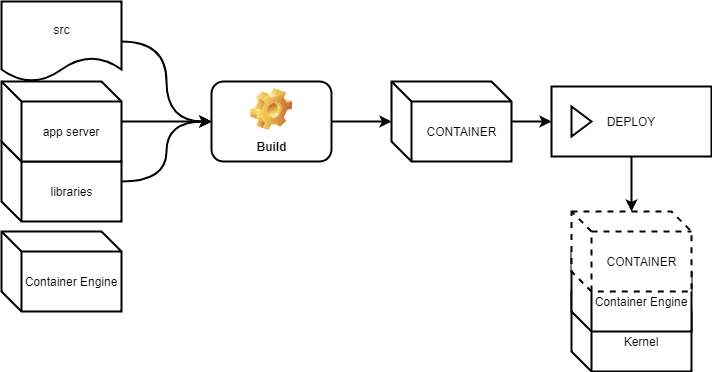 src
app server
libraries
Container Engine
Build
CONTAINER
DEPLOY
CONTAINER
Container Engine
Kernel